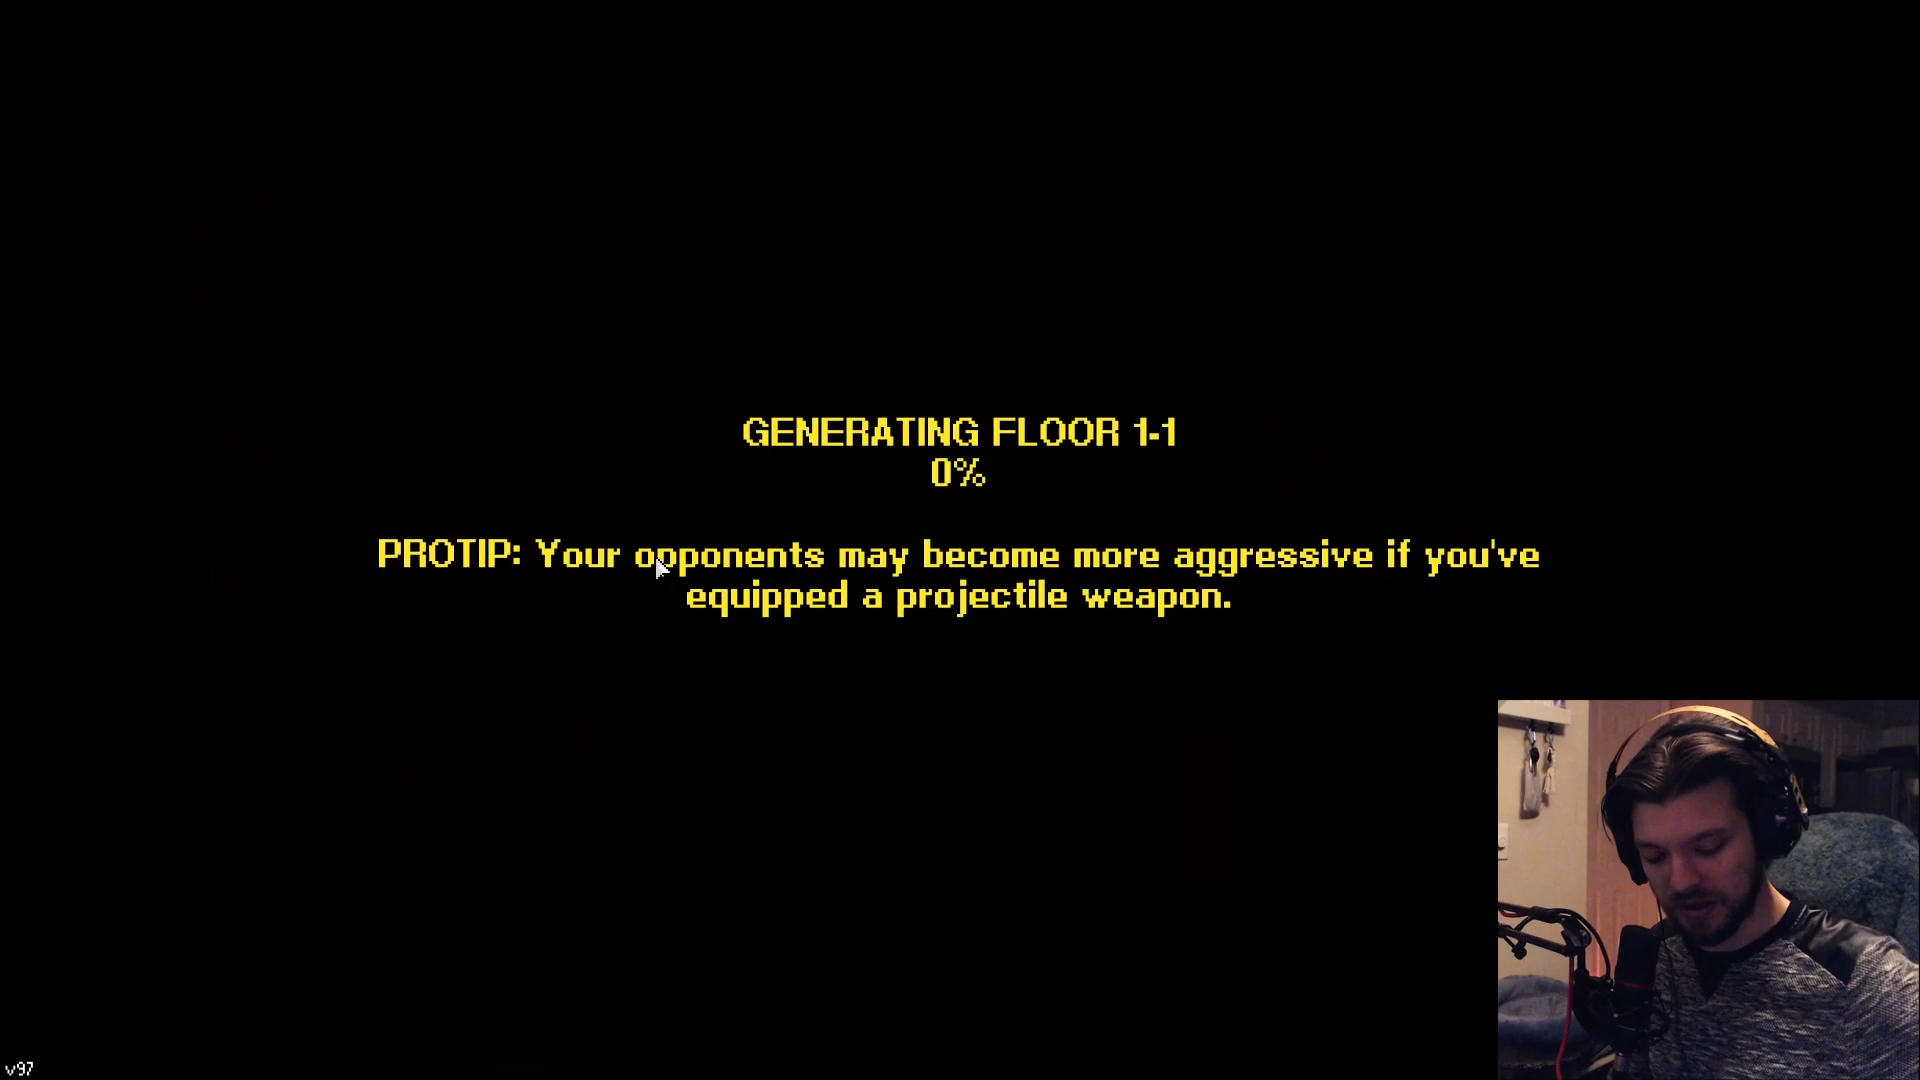 GENERATING FLOOR 1-1
0%
PROTIP: Your opponents may become more aggressive if you've
equipped a projectile weapon.
v97